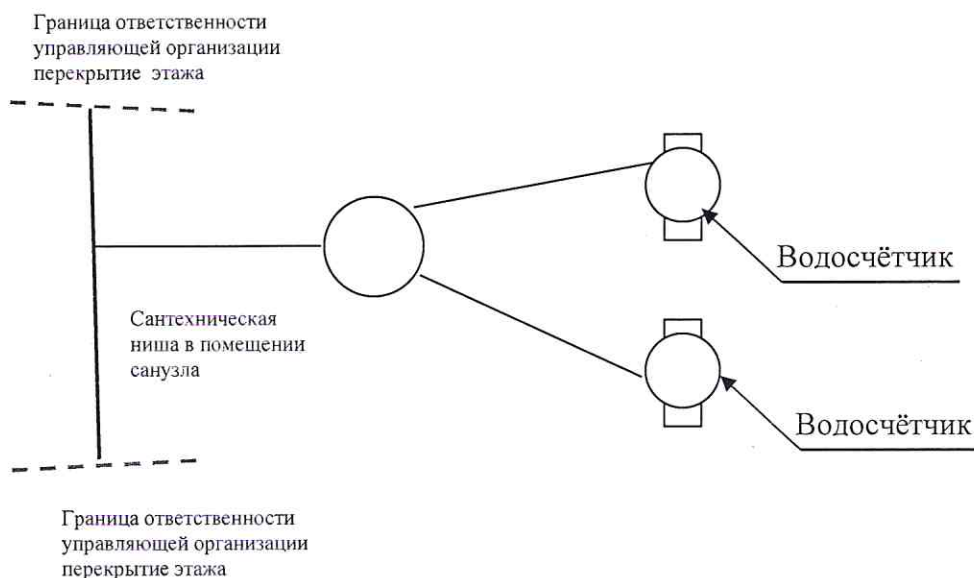 Граница ответственности
управляющей организации
перекрытие этажа
Водосчётчик
Сантехническая
ниша в помещении
санузла
Водосчётчик
Граница ответственности
управляющей организации
перекрытие этажа